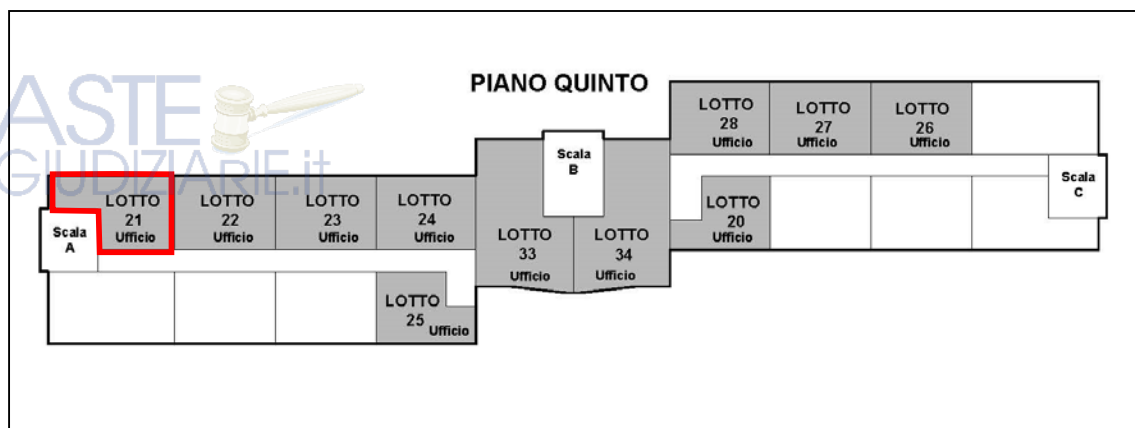 ASTE
GIUDIZIARIE.it
PIANO QUINTO
LOTTO
28
Ufficio
LOTTO
27
Ufficio
LOTTO
26
Ufficio
Scala
B
Scala
C
LOTTO
21
Ufficio
LOTTO
22
Ufficio
LOTTO
23
Ufficio
LOTTO
24
Ufficio
LOTTO
20
Ufficio
Scala
A
LOTTO
33
Ufficio
LOTTO
34
Ufficio
LOTTO
25
Ufficio